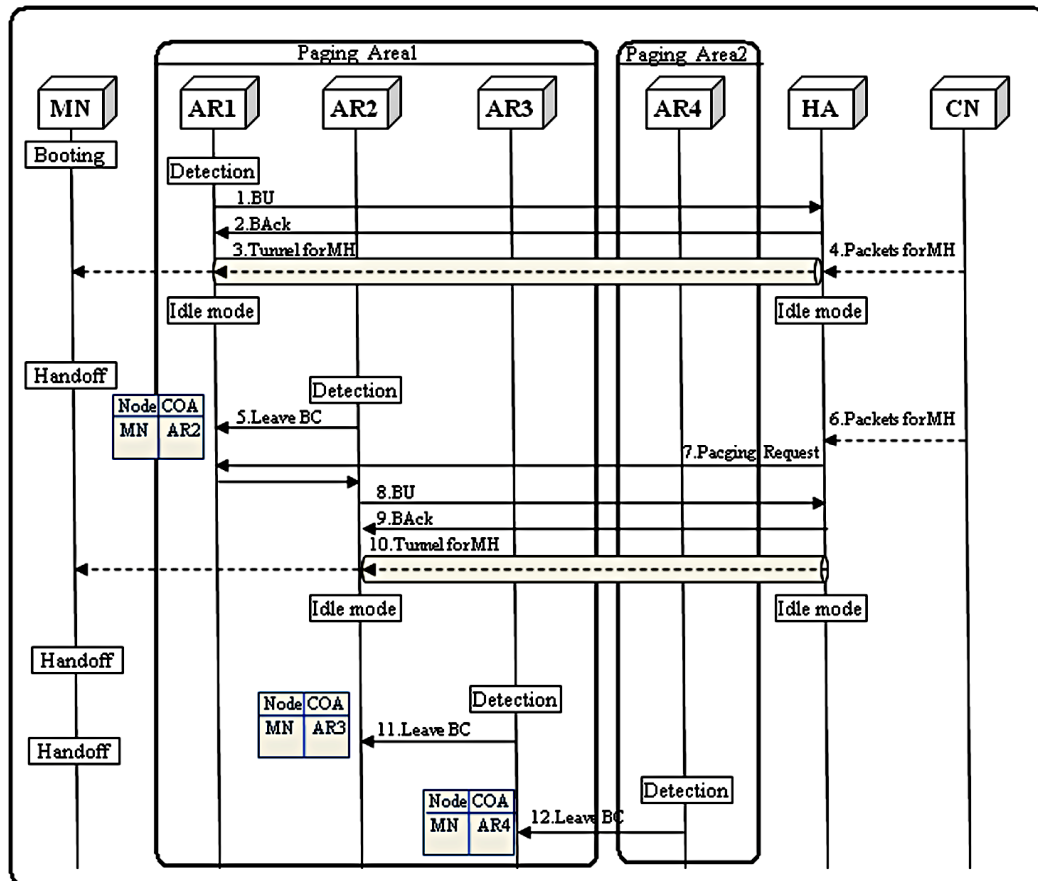 Paging Area1
Paging Area2
MN
AR1
AR2
AR3
AR4
HA
CN
Booting
Detection
1.BU
2.BAck
3.Tunnel for MH
4.Packets for MH
Idle mode
Idle mode
Handoff
Detection
Node COA
MN AR2
5.Leave BC
6.Packets for MH
7.Pacging Request
8.BU
9.BAck
10.Tunnel for MH
Idle mode
Idle mode
Handoff
Detection
Node COA
MN AR3
11.Leave BC
Handoff
Detection
Node COA
MN AR4
12.Leave BC